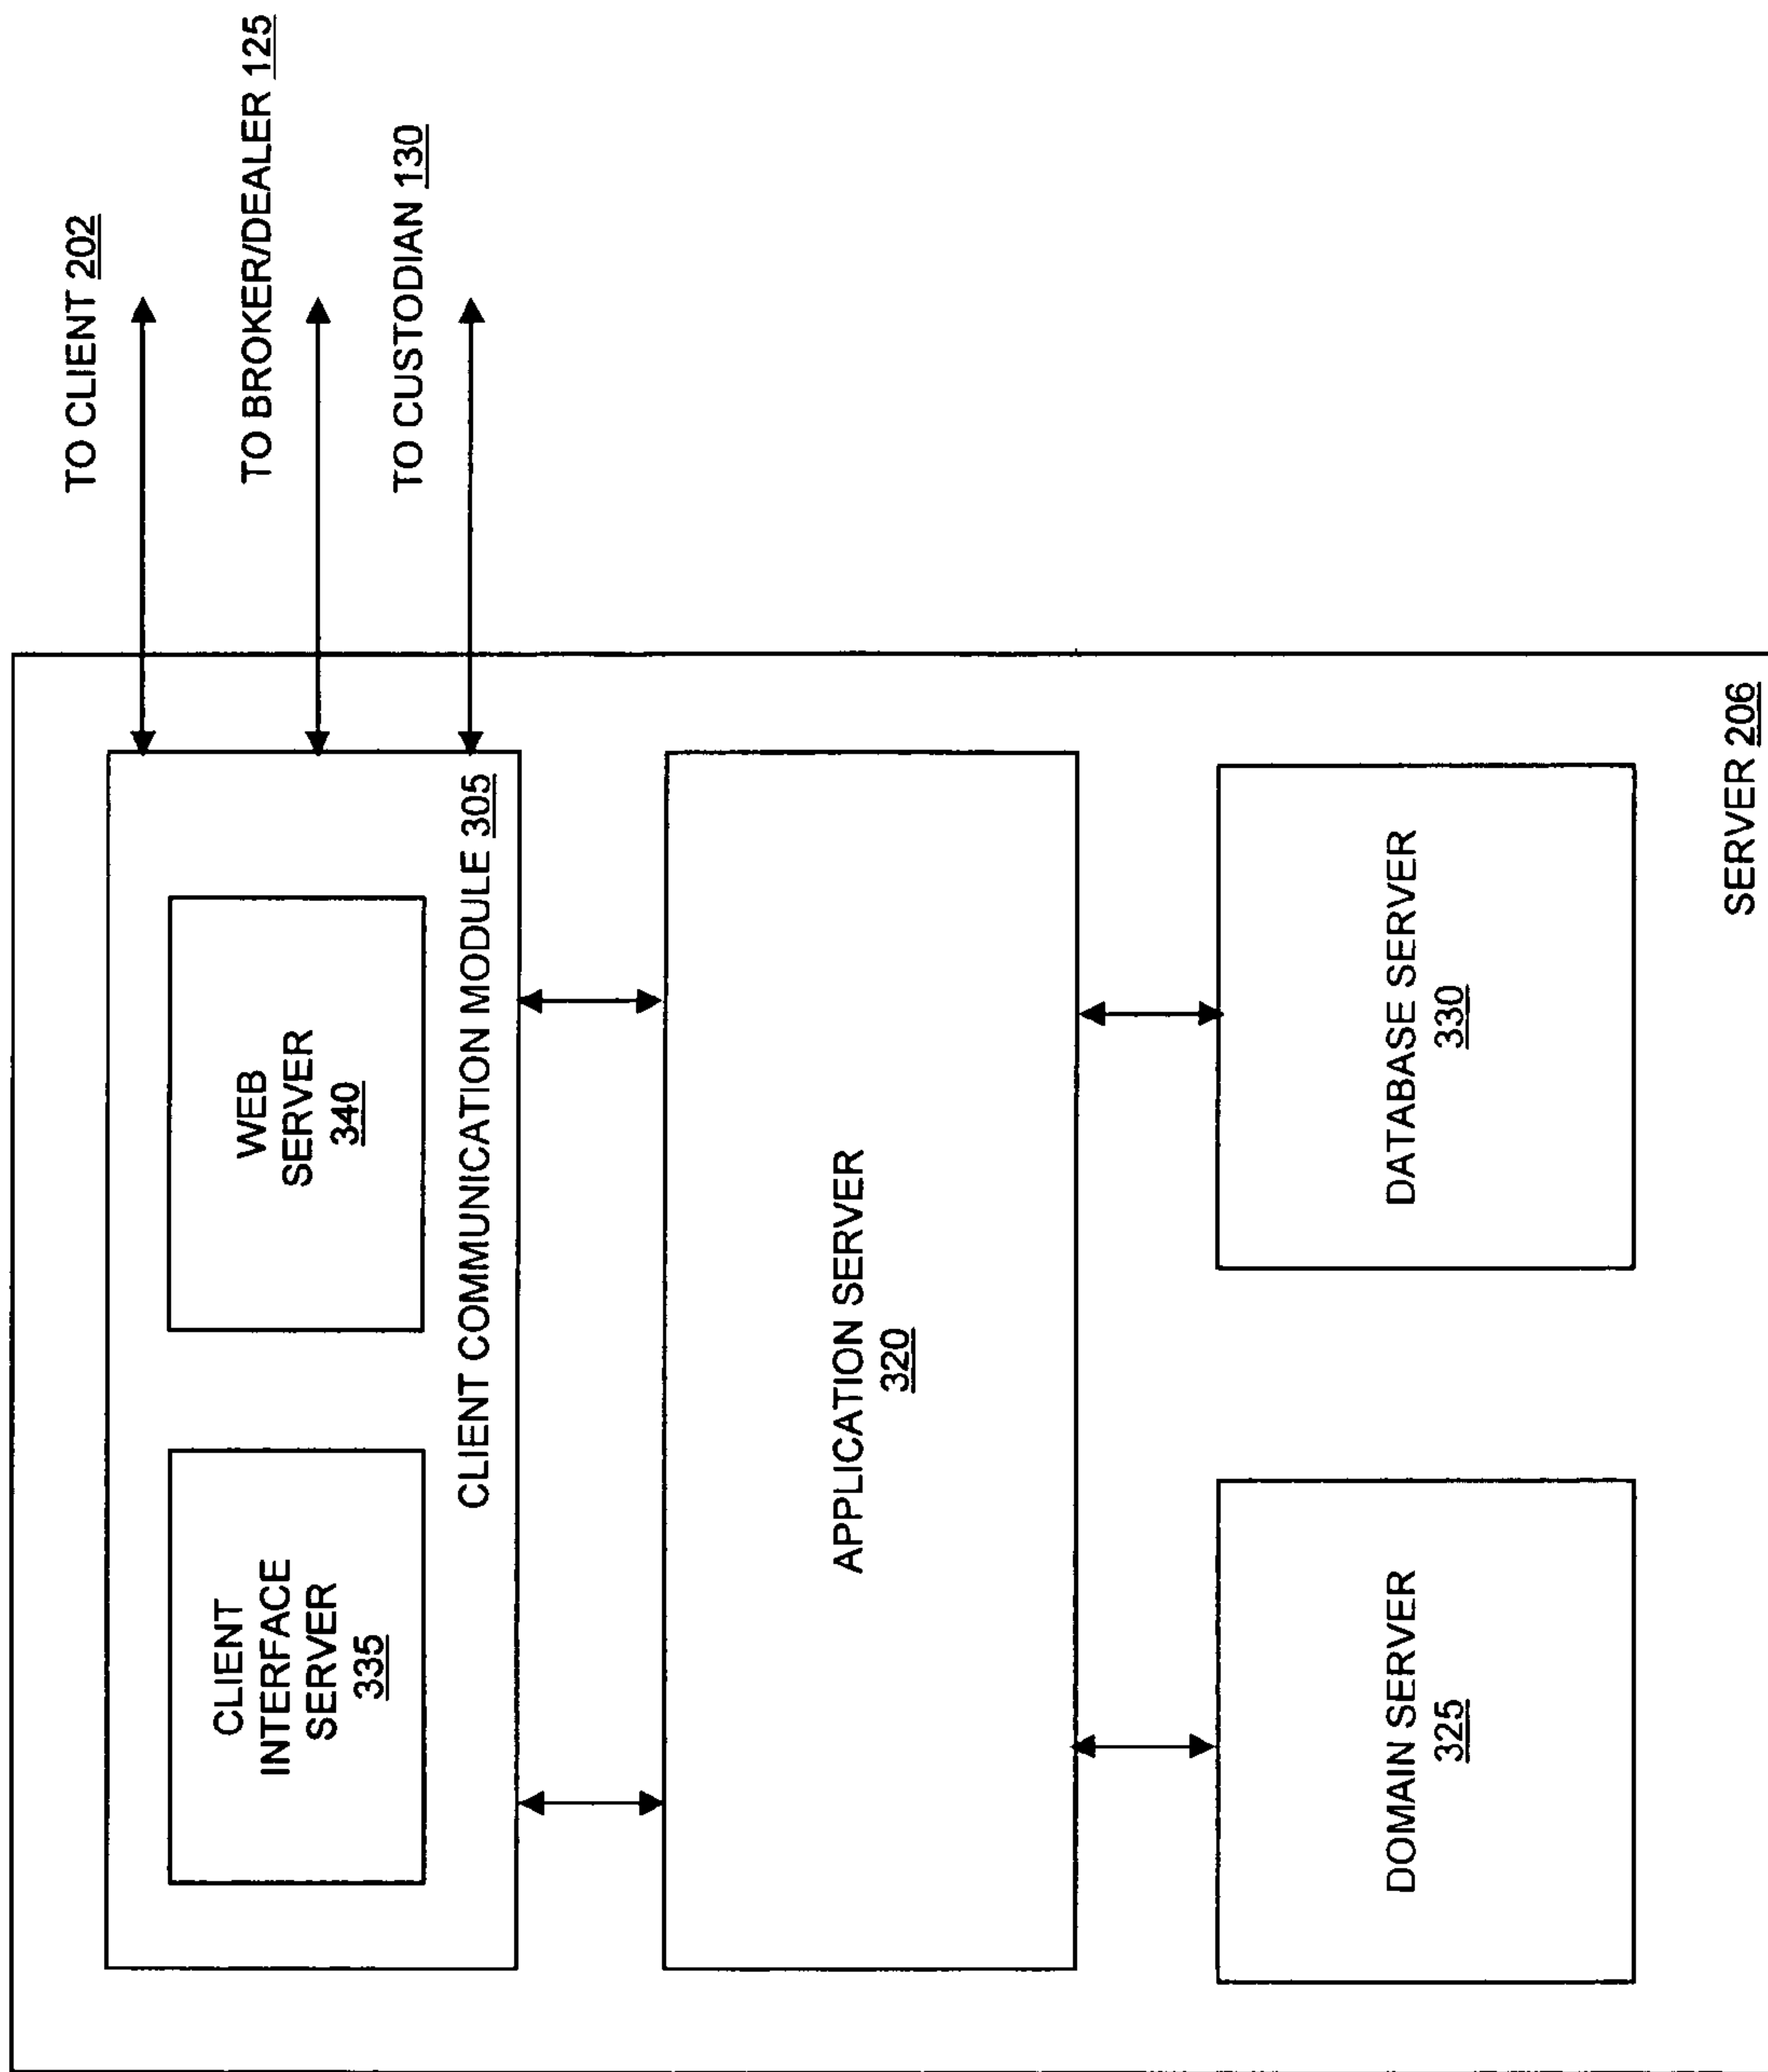 TO CLIENT 202
TO BROKER/DEALER 125
TO CUSTODIAN 130
CLIENT
INTERFACE
SERVER
335
WEB
SERVER
340
CLIENT COMMUNICATION MODULE 305
APPLICATION SERVER
320
DOMAIN SERVER
325
DATABASE SERVER
330
SERVER 206